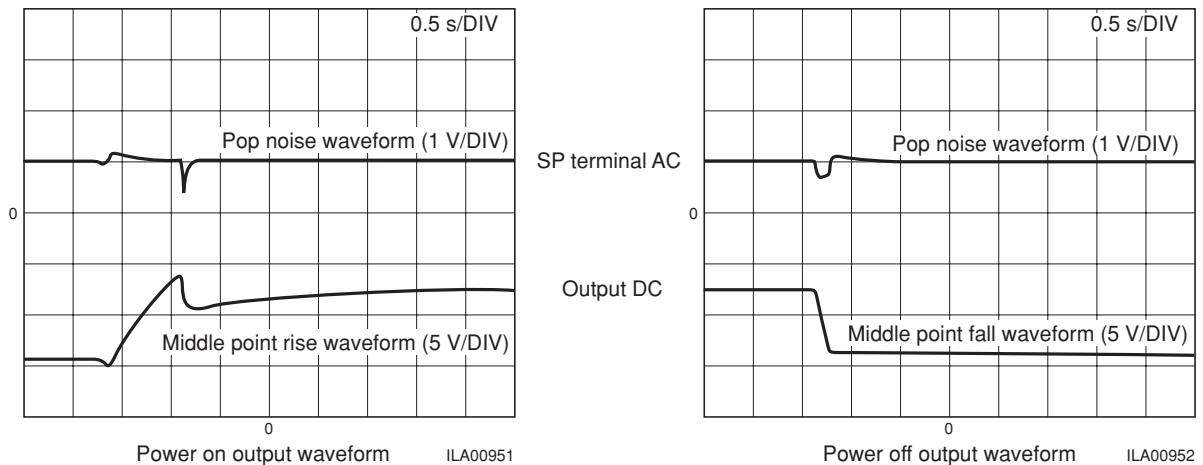 0.5 s/DIV
Pop noise waveform (1 V/DIV)
0
Middle point rise waveform (5 V/DIV)
0
Power on output waveform
ILA00951
SP terminal AC
Output DC
0.5 s/DIV
Pop noise waveform (1 V/DIV)
0
Middle point fall waveform (5 V/DIV)
0
Power off output waveform
ILA00952